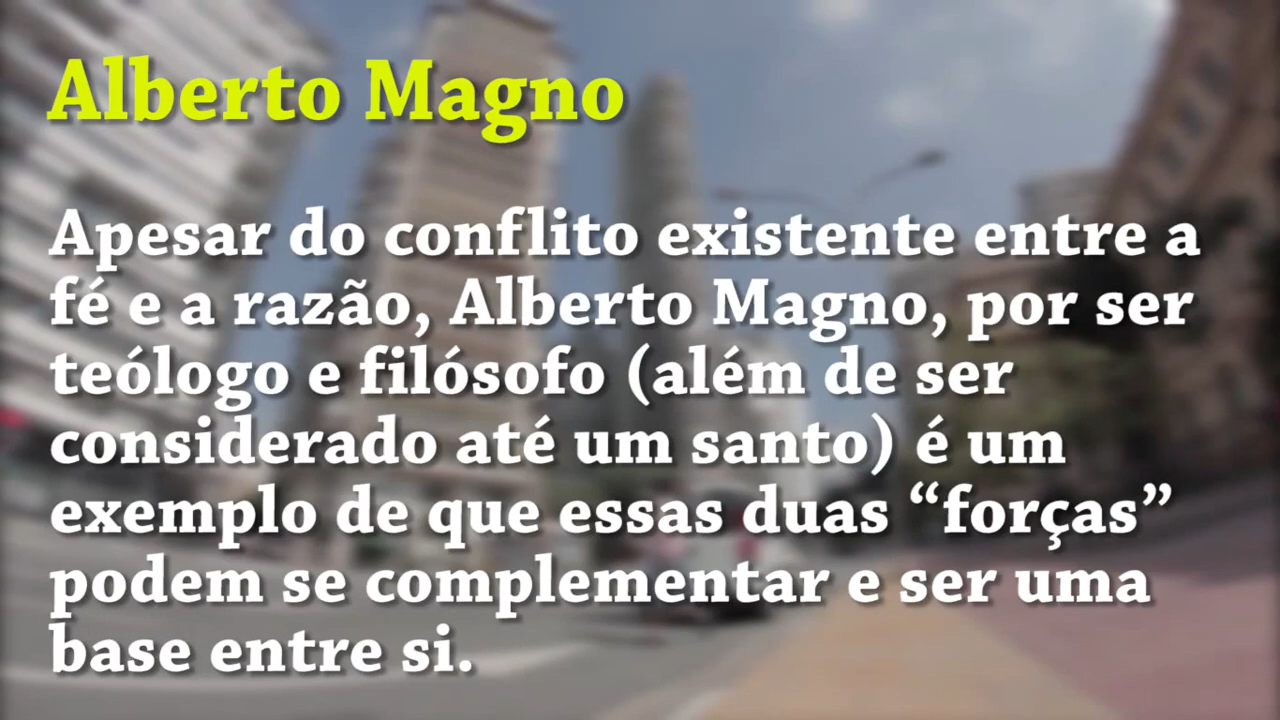 Alberto Magno
Apesar do conflito existente entre a
fé e a razão, Alberto Magno, por ser
teólogo e filósofo (além de ser
considerado até um santo) é um
exemplo de que essas duas “forças”
podem se complementar e ser uma
base entre si.